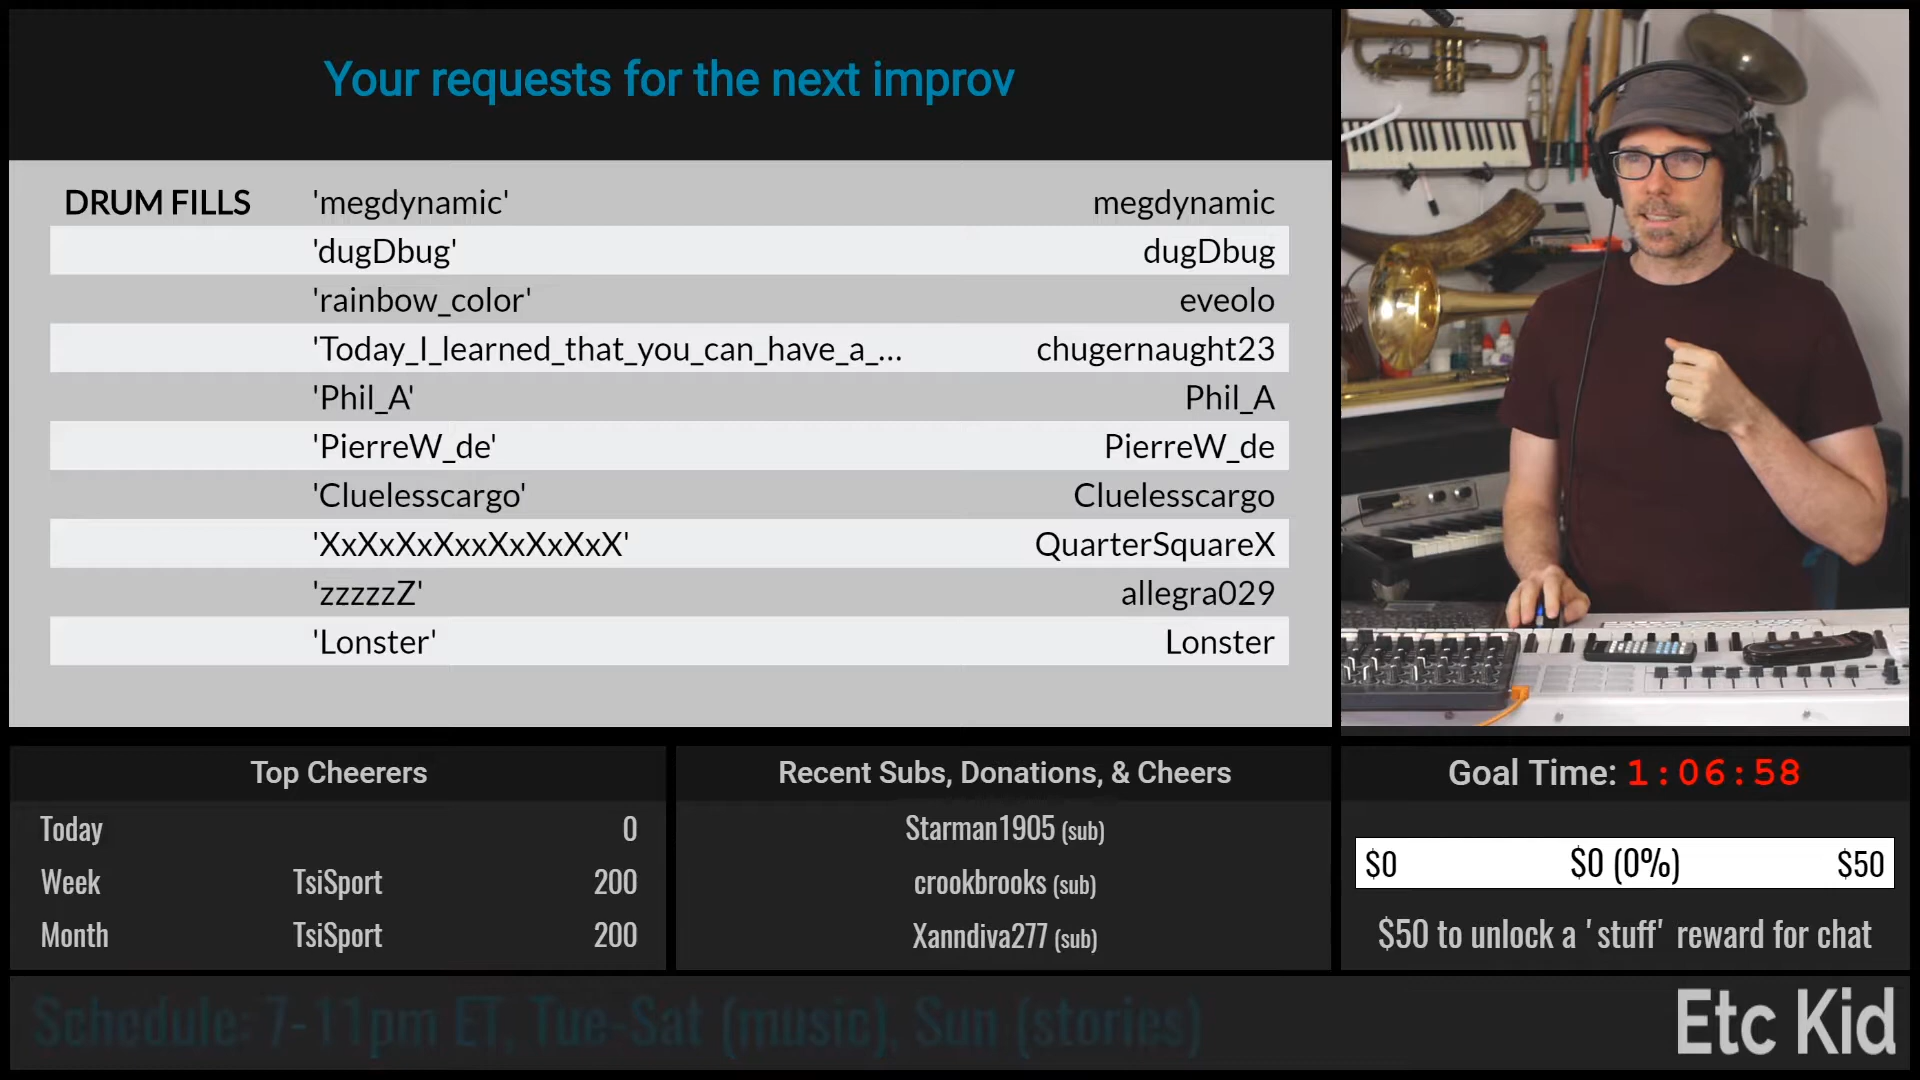 Your requests for the next improv
DRUM FILLS 'megdynamic' megdynamic
'dugDbug' dugDbug
'rainbow_color' eveolo
'Today_I_learned_that_you_can_have_a_... chugernaught23
'Phil_A' Phil_A
'PierreW_de' PierreW_de
'Cluelesscargo' Cluelesscargo
'XxXxXxXxxXxXxXxX' QuarterSquareX
'zzzzzZ' allegra029
'Lonster' Lonster
Top Cheerers
Today 0
Week TsiSport 200
Month TsiSport 200
Recent Subs, Donations, & Cheers
Starman1905 (sub)
crookbrooks (sub)
Xanndiva277 (sub)
Goal Time: 1:06:58
$0 $0 (0%) $50
$50 to unlock a 'stuff' reward for chat
Schedule: 7-11pm ET, Tue-Sat (music), Sun (stories)
Etc Kid